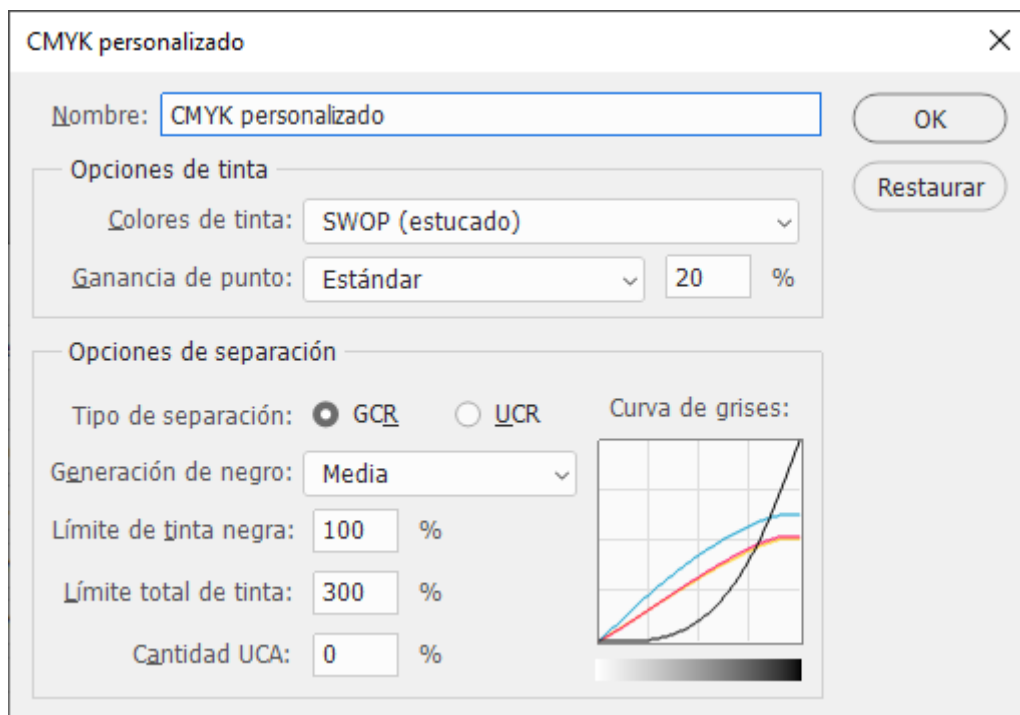 CMYK personalizado
Nombre: CMYK personalizado
OK
Opciones de tinta
Restaurar
Colores de tinta: SWOP (estucado)
Ganancia de punto: Estándar 20 %
Opciones de separación
Tipo de separación: GCR UCR Curva de grises:
Generación de negro: Media
Límite de tinta negra: 100 %
Límite total de tinta: 300 %
Cantidad UCA: 0 %